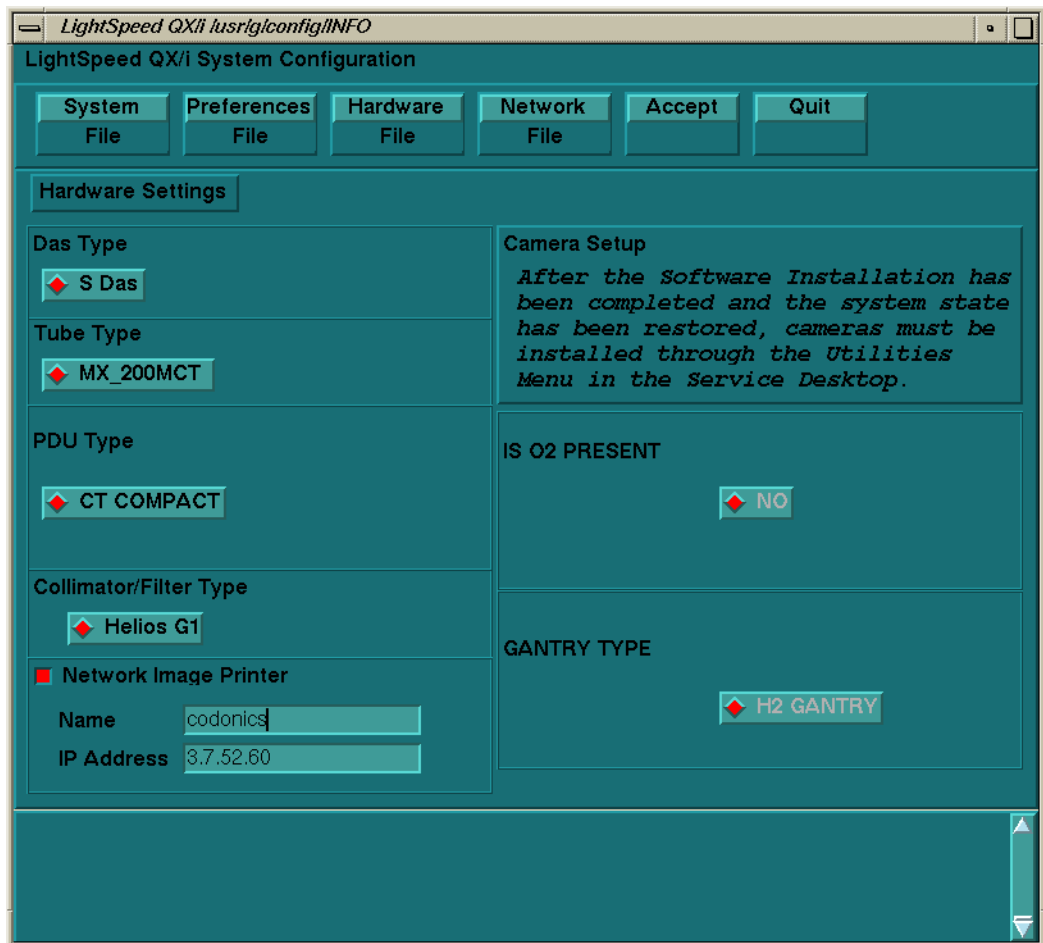 LightSpeed QX/i /usr/g/config/INFO
LightSpeed QX/i System Configuration
System Preferences Hardware Network Accept Quit
File File File File
Hardware Settings
Das Type
S Das
Tube Type
MX_200MCT
PDU Type
CT COMPACT
Collimator/Filter Type
Helios G1
Network Image Printer
Name codonics
IP Address 3.7.52.60
Camera Setup
After the Software Installation has
been completed and the system state
has been restored, cameras must be
installed through the Utilities
Menu in the Service Desktop.
IS O2 PRESENT
NO
GANTRY TYPE
H2 GANTRY